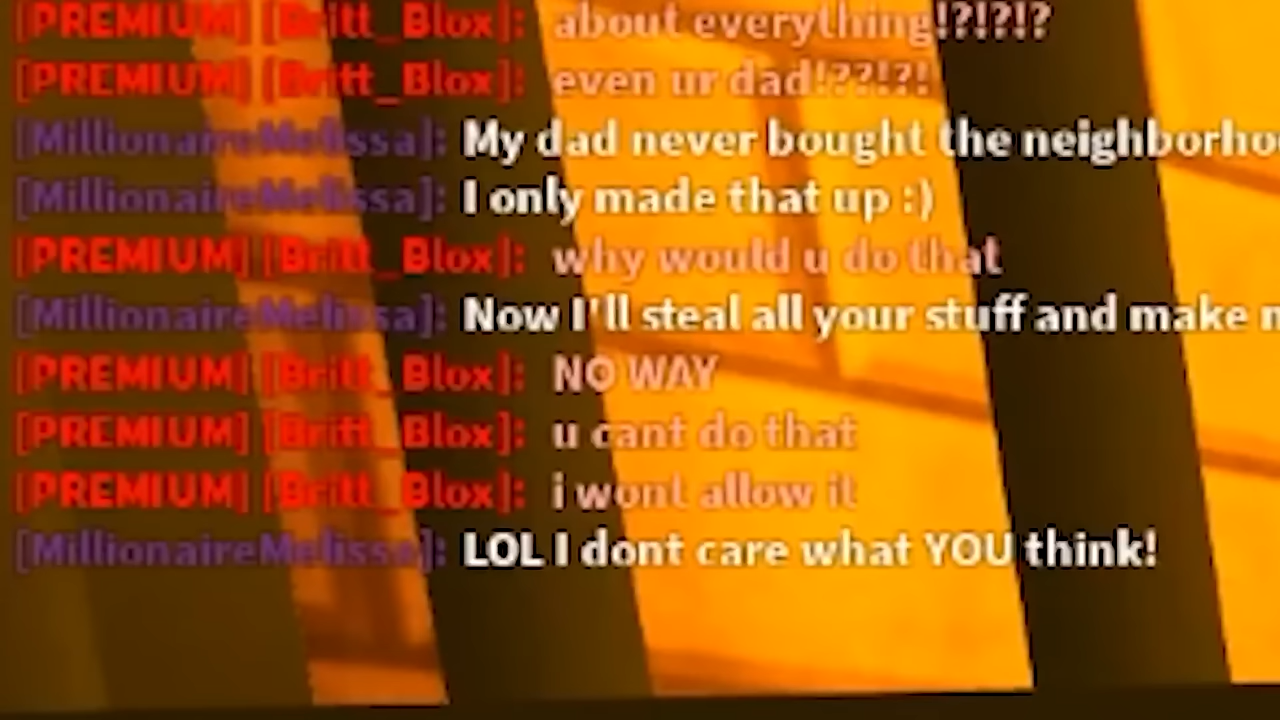 [PREMIUM] [Britt_Blox]: about everything!?!?!?
[PREMIUM] [Britt_Blox]: even ur dad!??!?!
[MillionaireMelissa]: My dad never bought the
[MillionaireMelissa]: I only made that up :)
[PREMIUM] [Britt_Blox]: why would u do that
[MillionaireMelissa]: Now I'll steal all your stuff and make
[PREMIUM] [Britt_Blox]: NO WAY
[PREMIUM] [Britt_Blox]: u cant do that
[PREMIUM] [Britt_Blox]: i wont allow it
[MillionaireMelissa]: LOL I dont care what YOU think!